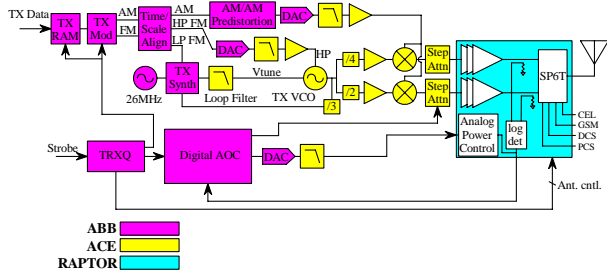 TX Data
TX RAM
AM
TX Mod
FM
Time/ Scale Align
AM
HP FM
LP FM
AM/AM Predistortion
DAC
DAC
HP
26MHz
TX Synth
Loop Filter
Vtune
TX VCO
/4
/2
/3
Step Attn
Step Attn
SP6T
CEL
GSM
DCS
PCS
Analog Power Control
log det
Strobe
TRXQ
Digital AOC
DAC
Ant. cntl.
ABB
ACE
RAPTOR